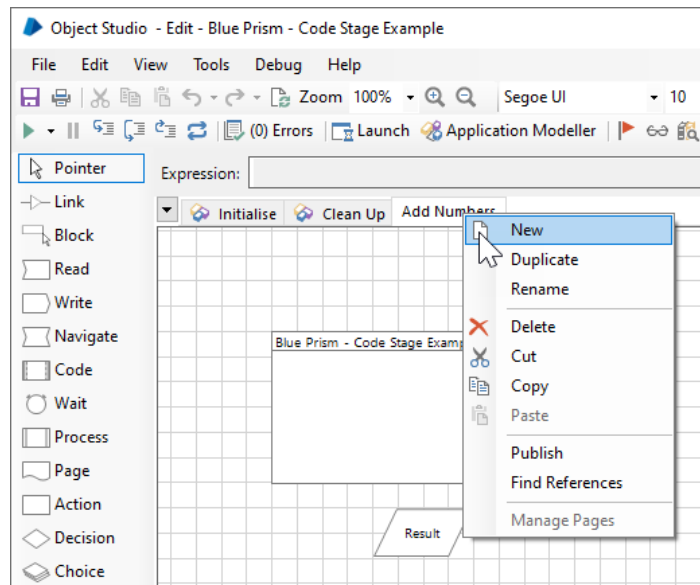 Object Studio - Edit - Blue Prism - Code Stage Example
File Edit View Tools Debug Help
Zoom 100% Segoe UI 10
(0) Errors Launch Application Modeller
Pointer
Expression:
Link
Initialise Clean Up Add Numbers
Block
New
Duplicate
Read
Rename
Write
Delete
Navigate
Blue Prism - Code Stage
Cut
Code
Copy
Wait
Paste
Process
Publish
Page
Find References
Action
Manage Pages
Decision
Result
Choice